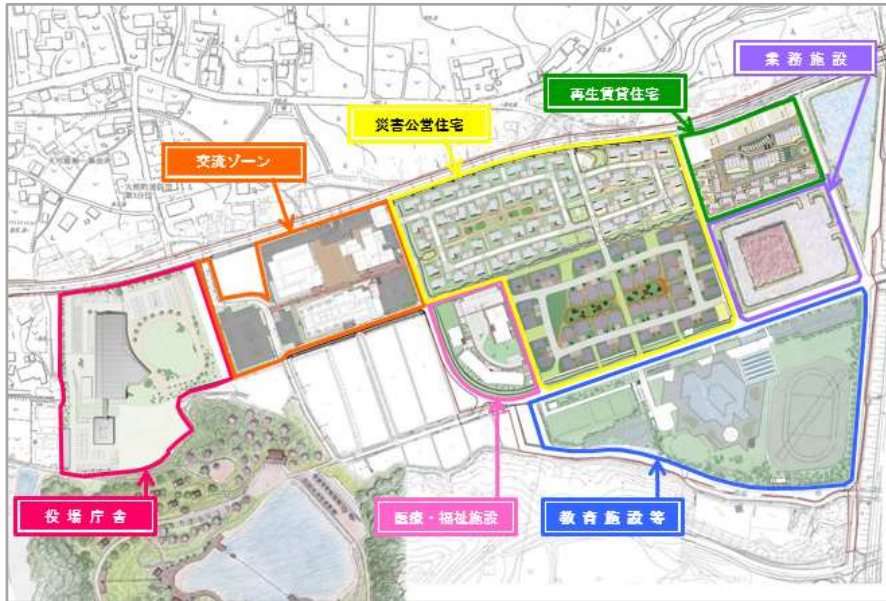 業務施設
再生賃貸住宅
災害公営住宅
交流ゾーン
役場庁舎
医療・福祉施設
教育施設等